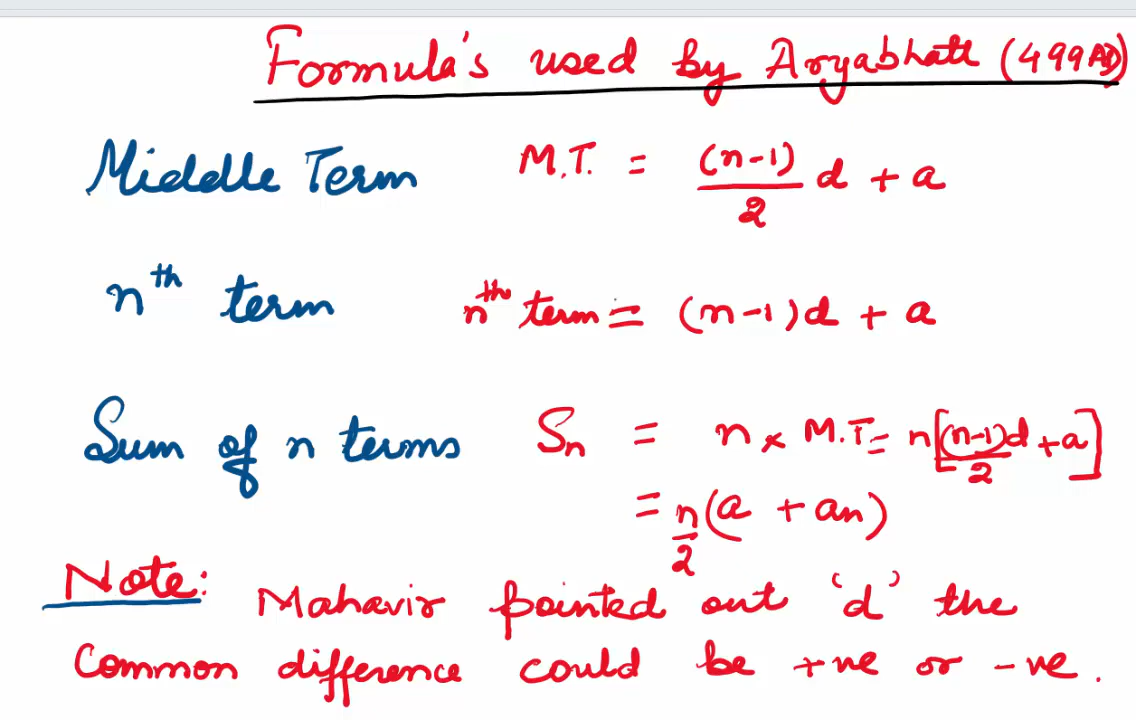 Formula's used by Aryabhatt (499AD)
Middle Term M.T. = (n-1)/2 d + a
nth term nth term = (n-1)d + a
Sum of n terms Sn = n × M.T = n[(n-1)d/2 + a]
= n/2 (a + an)
Note: Mahavir pointed out 'd' the
Common difference could be +ve or -ve.